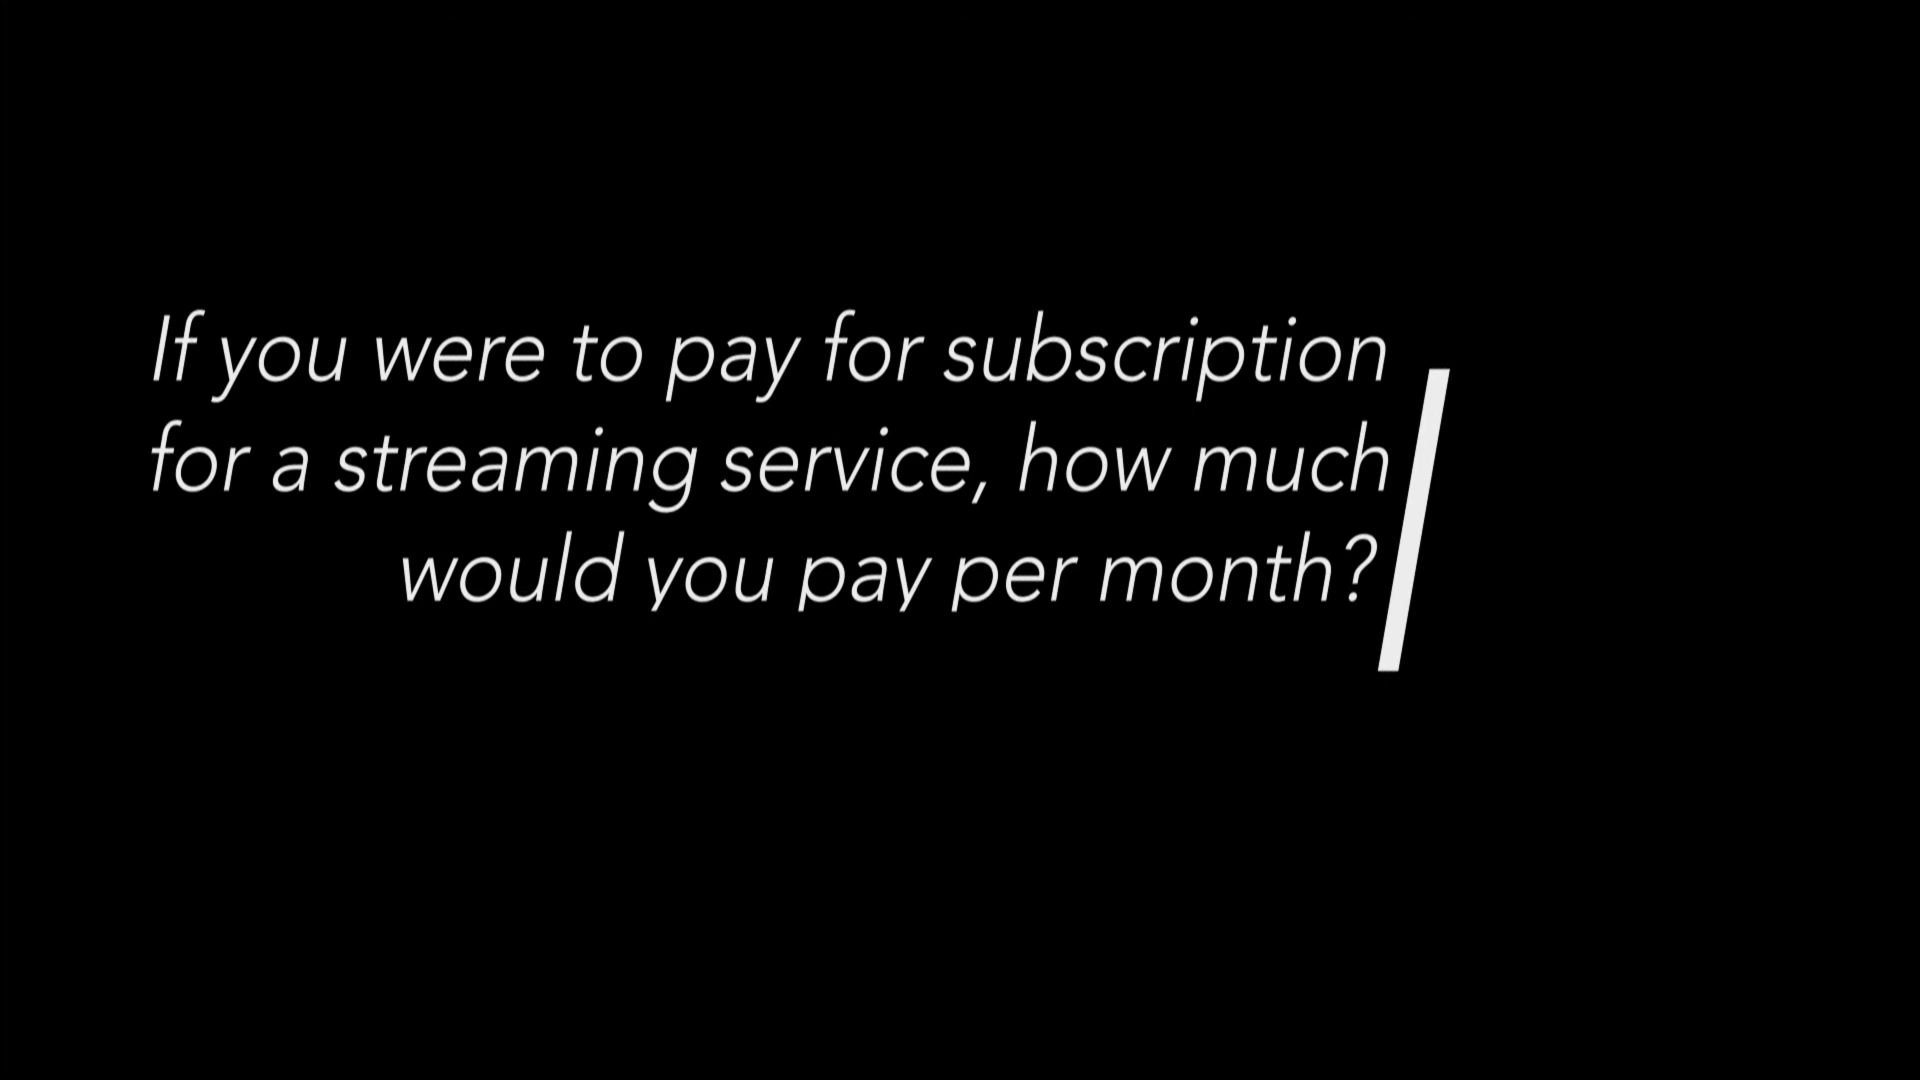 If you were to pay for subscription
for a streaming service, how much
would you pay per month?